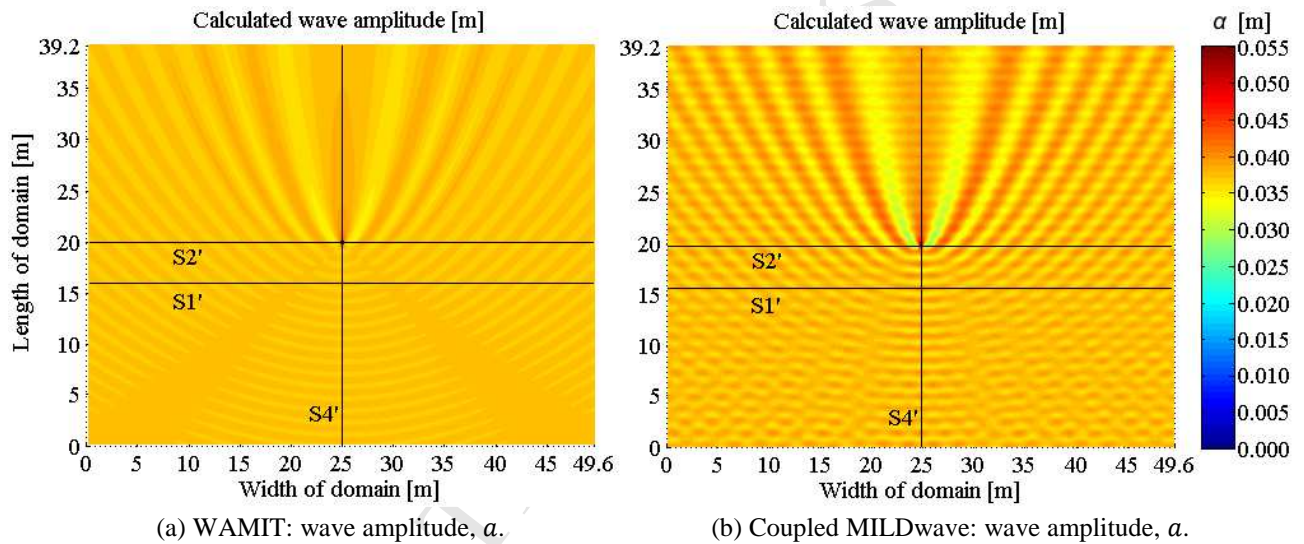 Calculated wave amplitude [m]
39.2
35
30
25
20
15
10
5
0
Length of domain [m]
S2'
S1'
S4'
0 5 10 15 20 25 30 35 40 45 49.6
Width of domain [m]
(a) WAMIT: wave amplitude, a.
Calculated wave amplitude [m]
39.2
35
30
25
20
15
10
5
0
S2'
S1'
S4'
0 5 10 15 20 25 30 35 40 45 49.6
Width of domain [m]
(b) Coupled MILDwave: wave amplitude, a.
α [m]
0.055
0.050
0.045
0.040
0.035
0.030
0.025
0.020
0.015
0.010
0.005
0.000